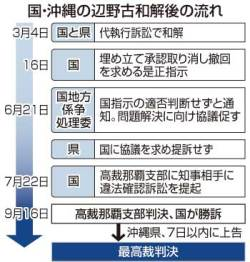 国・沖縄の辺野古和解後の流れ
3月4日
国と県
代執行訴訟で和解
16日
国
埋め立て承認取り消し撤回
を求める是正指示
6月21日
国地方
係争
処理委
国指示の適否判断せずと通
知。問題解決に向け協議促す
県
国に協議を求め提訴せず
7月22日
国
高裁那覇支部に知事相手に
違法確認訴訟を提起
9月16日
高裁那覇支部判決、国が勝訴
沖縄県、7日以内に上告
最高裁判決